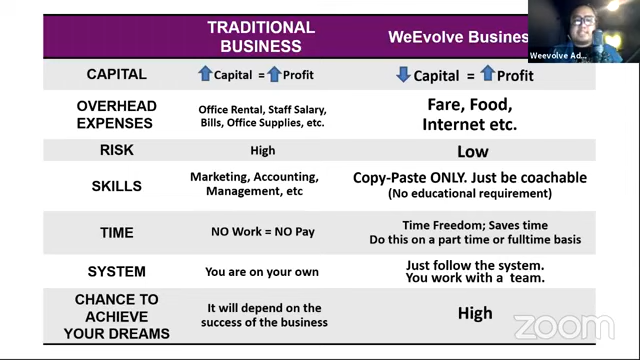 TRADITIONAL
BUSINESS
WeEvolve Busines
Weevolve Ad...
CAPITAL
Capital = Profit
Capital = Profit
OVERHEAD
EXPENSES
Office Rental, Staff Salary,
Bills, Office Supplies, etc.
Fare, Food,
Internet etc.
RISK
High
Low
SKILLS
Marketing, Accounting,
Management, etc
Copy-Paste ONLY. Just be coachable
(No educational requirement)
TIME
NO Work = NO Pay
Time Freedom; Saves time
Do this on a part time or fulltime basis
SYSTEM
You are on your own
Just follow the system.
You work with a team.
CHANCE TO
ACHIEVE
YOUR DREAMS
It will depend on the
success of the business
High
zoom